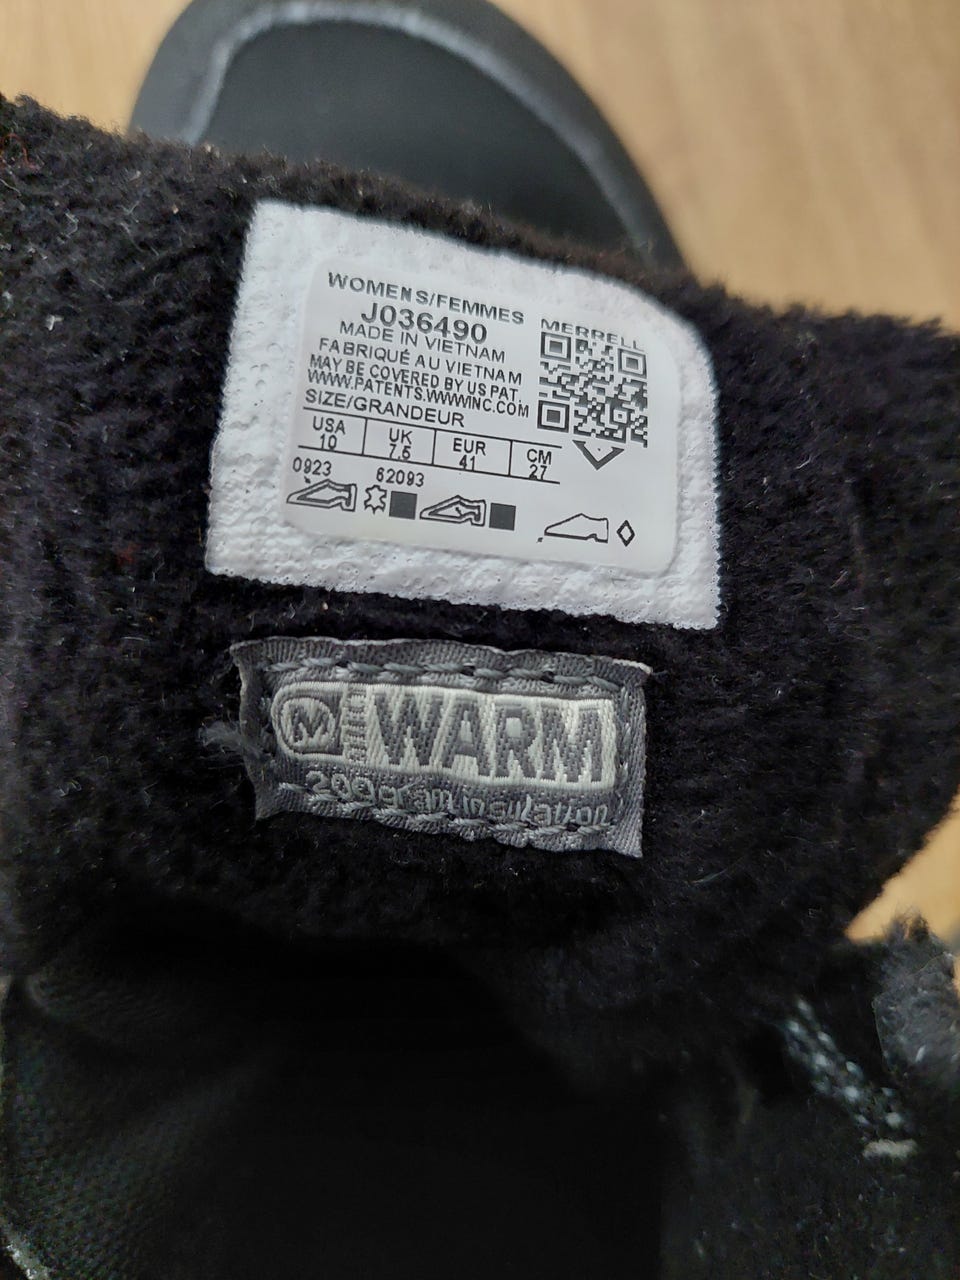 WOMENS/FEMMES
J036490
MADE IN VIETNAM
FABRIQUÉ AU VIETNAM
MAY BE COVERED BY US PAT.
WWW.PATENTS.WWWINC.COM
SIZE/GRANDEUR
MERRELL
USA UK EUR CM
10 7.5 41 27
0923 62093
M WARM
200 gram insulation